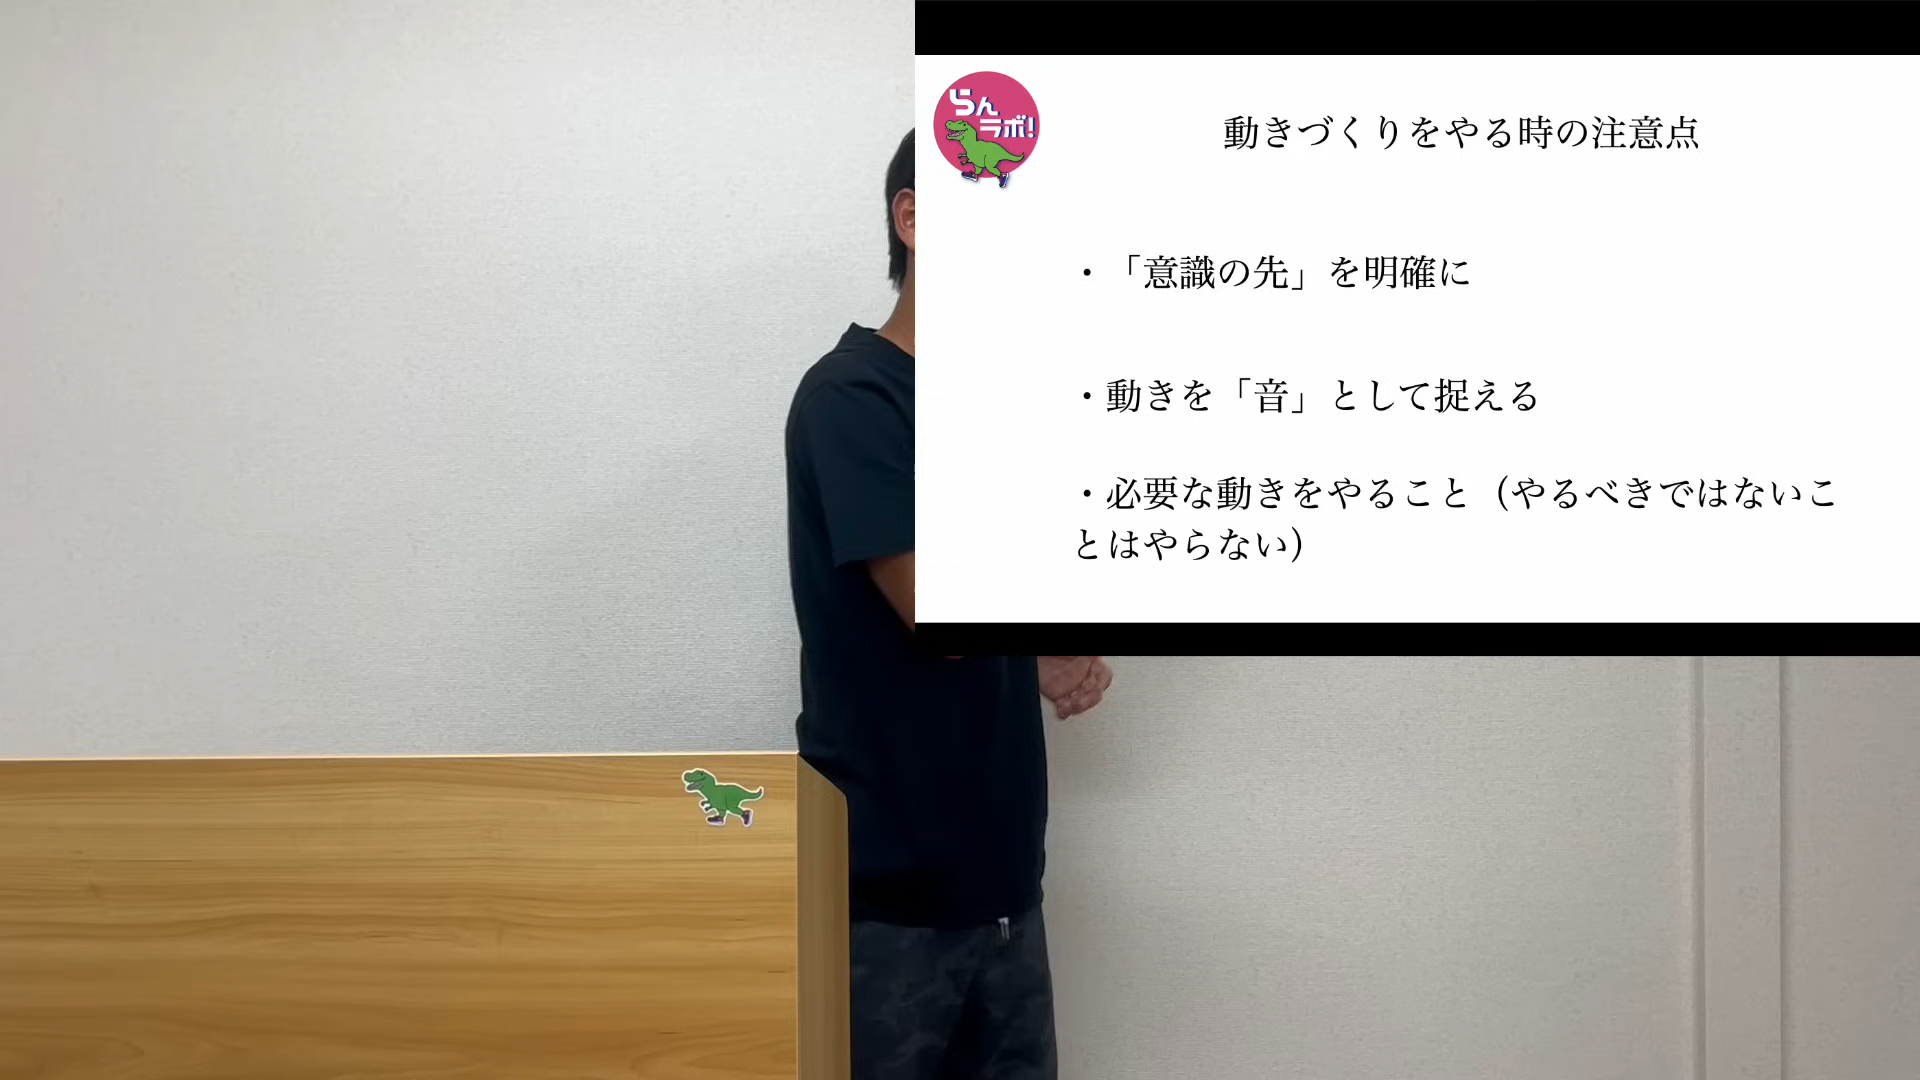 らん
ラボ!
動きづくりをやる時の注意点
・「意識の先」を明確に
・動きを「音」として捉える
・必要な動きをやること（やるべきではないこ
とはやらない）